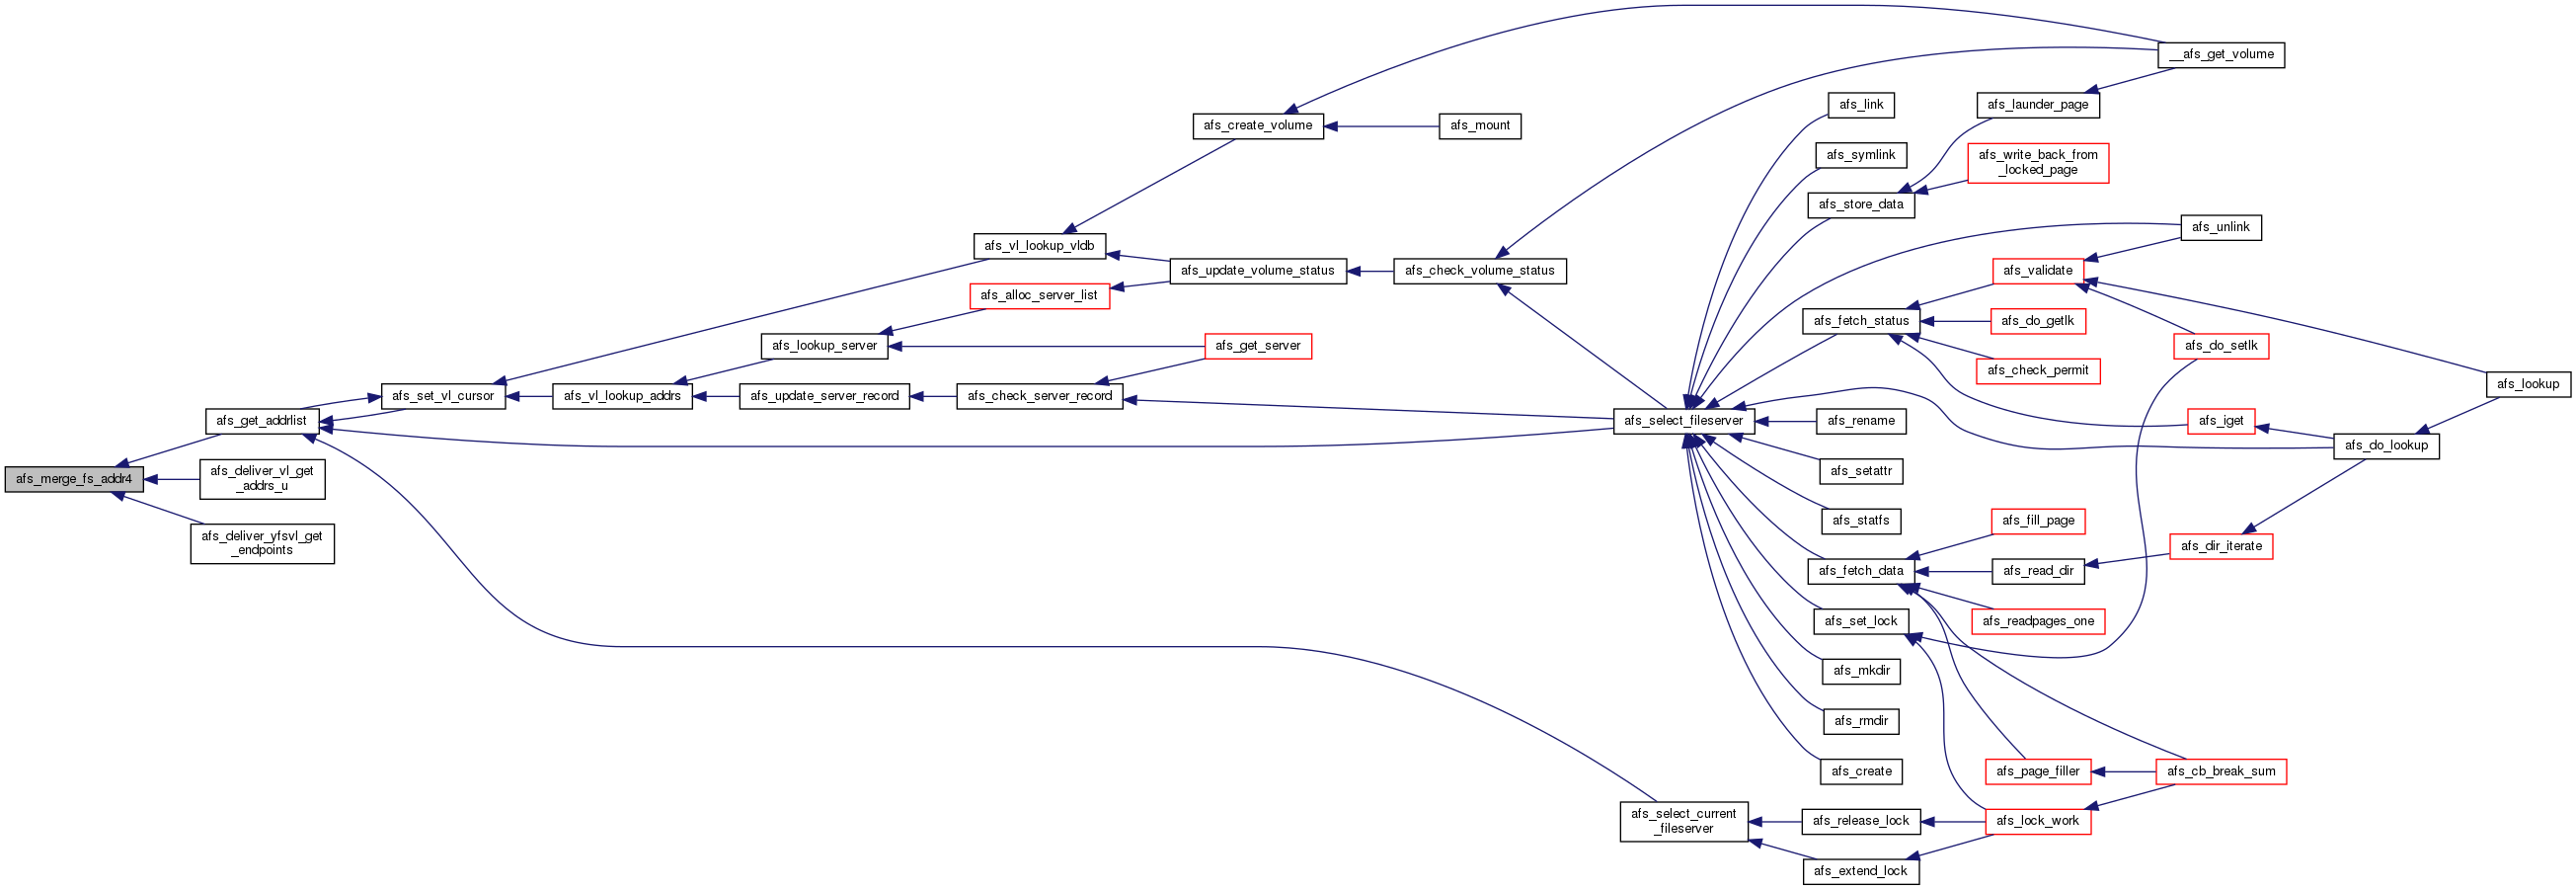 __afs_get_volume
afs_link
afs_launder_page
afs_create_volume
afs_mount
afs_symlink
afs_write_back_from
_locked_page
afs_store_data
afs_unlink
afs_vl_lookup_vldb
afs_update_volume_status
afs_check_volume_status
afs_validate
afs_alloc_server_list
afs_fetch_status
afs_do_getlk
afs_lookup_server
afs_get_server
afs_do_setlk
afs_check_permit
afs_lookup
afs_set_vl_cursor
afs_vl_lookup_addrs
afs_update_server_record
afs_check_server_record
afs_get_addrlist
afs_select_fileserver
afs_rename
afs_iget
afs_do_lookup
afs_merge_fs_addr4
afs_deliver_vl_get
_addrs_u
afs_setattr
afs_statfs
afs_fill_page
afs_deliver_yfsvl_get
_endpoints
afs_dir_iterate
afs_fetch_data
afs_read_dir
afs_set_lock
afs_readpages_one
afs_mkdir
afs_rmdir
afs_create
afs_page_filler
afs_cb_break_sum
afs_select_current
_fileserver
afs_release_lock
afs_lock_work
afs_extend_lock